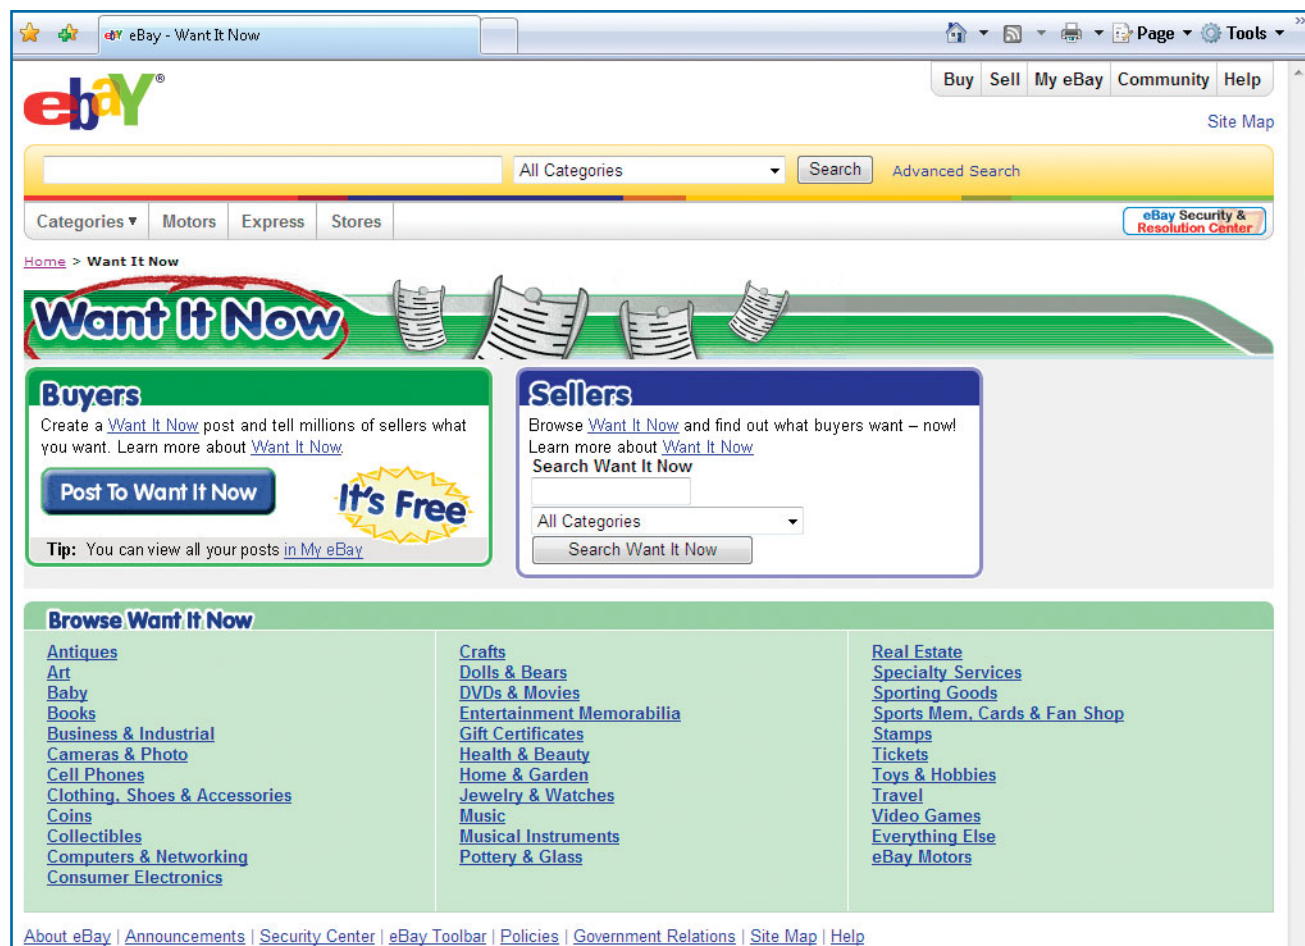 eBay - Want It Now
Page
Tools
»
ebaY®
Buy Sell My eBay Community Help
Site Map
All Categories
Search
Advanced Search
Categories Motors Express Stores
eBay Security &
Resolution Center
Home > Want It Now
Want It Now
Buyers
Create a Want It Now post and tell millions of sellers what
you want. Learn more about Want It Now.
Post To Want It Now
It's Free
Tip: You can view all your posts in My eBay
Sellers
Browse Want It Now and find out what buyers want – now!
Learn more about Want It Now
Search Want It Now
All Categories
Search Want It Now
Browse Want It Now
Antiques
Art
Baby
Books
Business & Industrial
Cameras & Photo
Cell Phones
Clothing, Shoes & Accessories
Coins
Collectibles
Computers & Networking
Consumer Electronics
Crafts
Dolls & Bears
DVDs & Movies
Entertainment Memorabilia
Gift Certificates
Health & Beauty
Home & Garden
Jewelry & Watches
Music
Musical Instruments
Pottery & Glass
Real Estate
Specialty Services
Sporting Goods
Sports Mem, Cards & Fan Shop
Stamps
Tickets
Toys & Hobbies
Travel
Video Games
Everything Else
eBay Motors
About eBay | Announcements | Security Center | eBay Toolbar | Policies | Government Relations | Site Map | Help